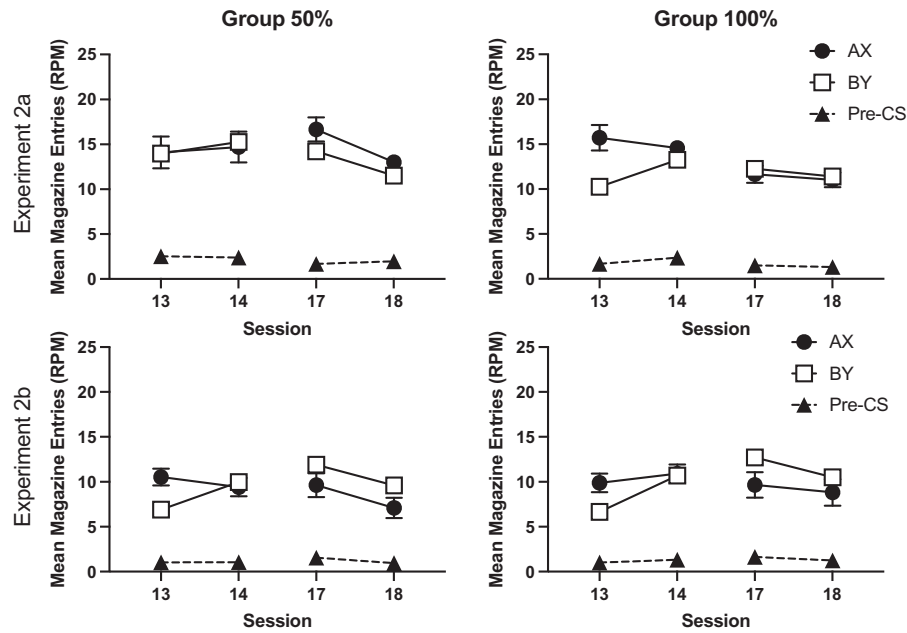 Group 50%
Group 100%
Experiment 2a
Mean Magazine Entries (RPM)
25
20
15
10
5
0
13 14 17 18
Session
Mean Magazine Entries (RPM)
25
20
15
10
5
0
13 14 17 18
Session
AX
BY
Pre-CS
Experiment 2b
Mean Magazine Entries (RPM)
25
20
15
10
5
0
13 14 17 18
Session
Mean Magazine Entries (RPM)
25
20
15
10
5
0
13 14 17 18
Session
AX
BY
Pre-CS